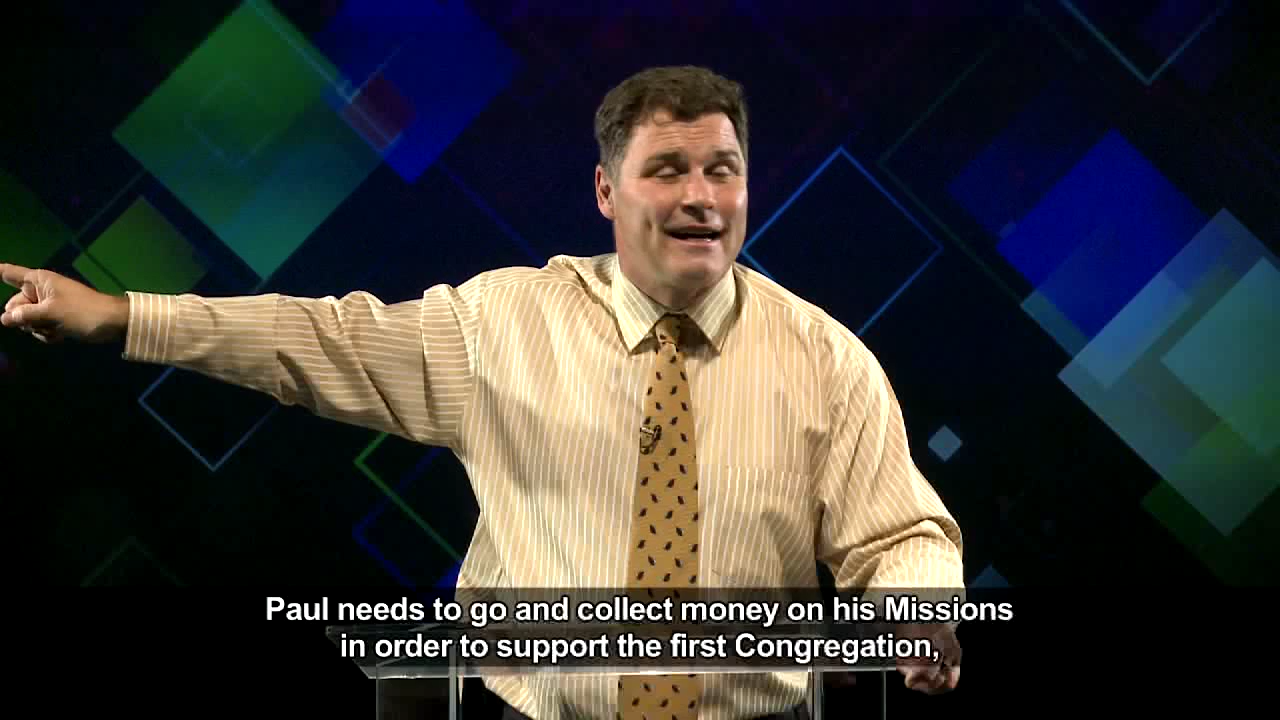 Paul needs to go and collect money on his Missions
in order to support the first Congregation,